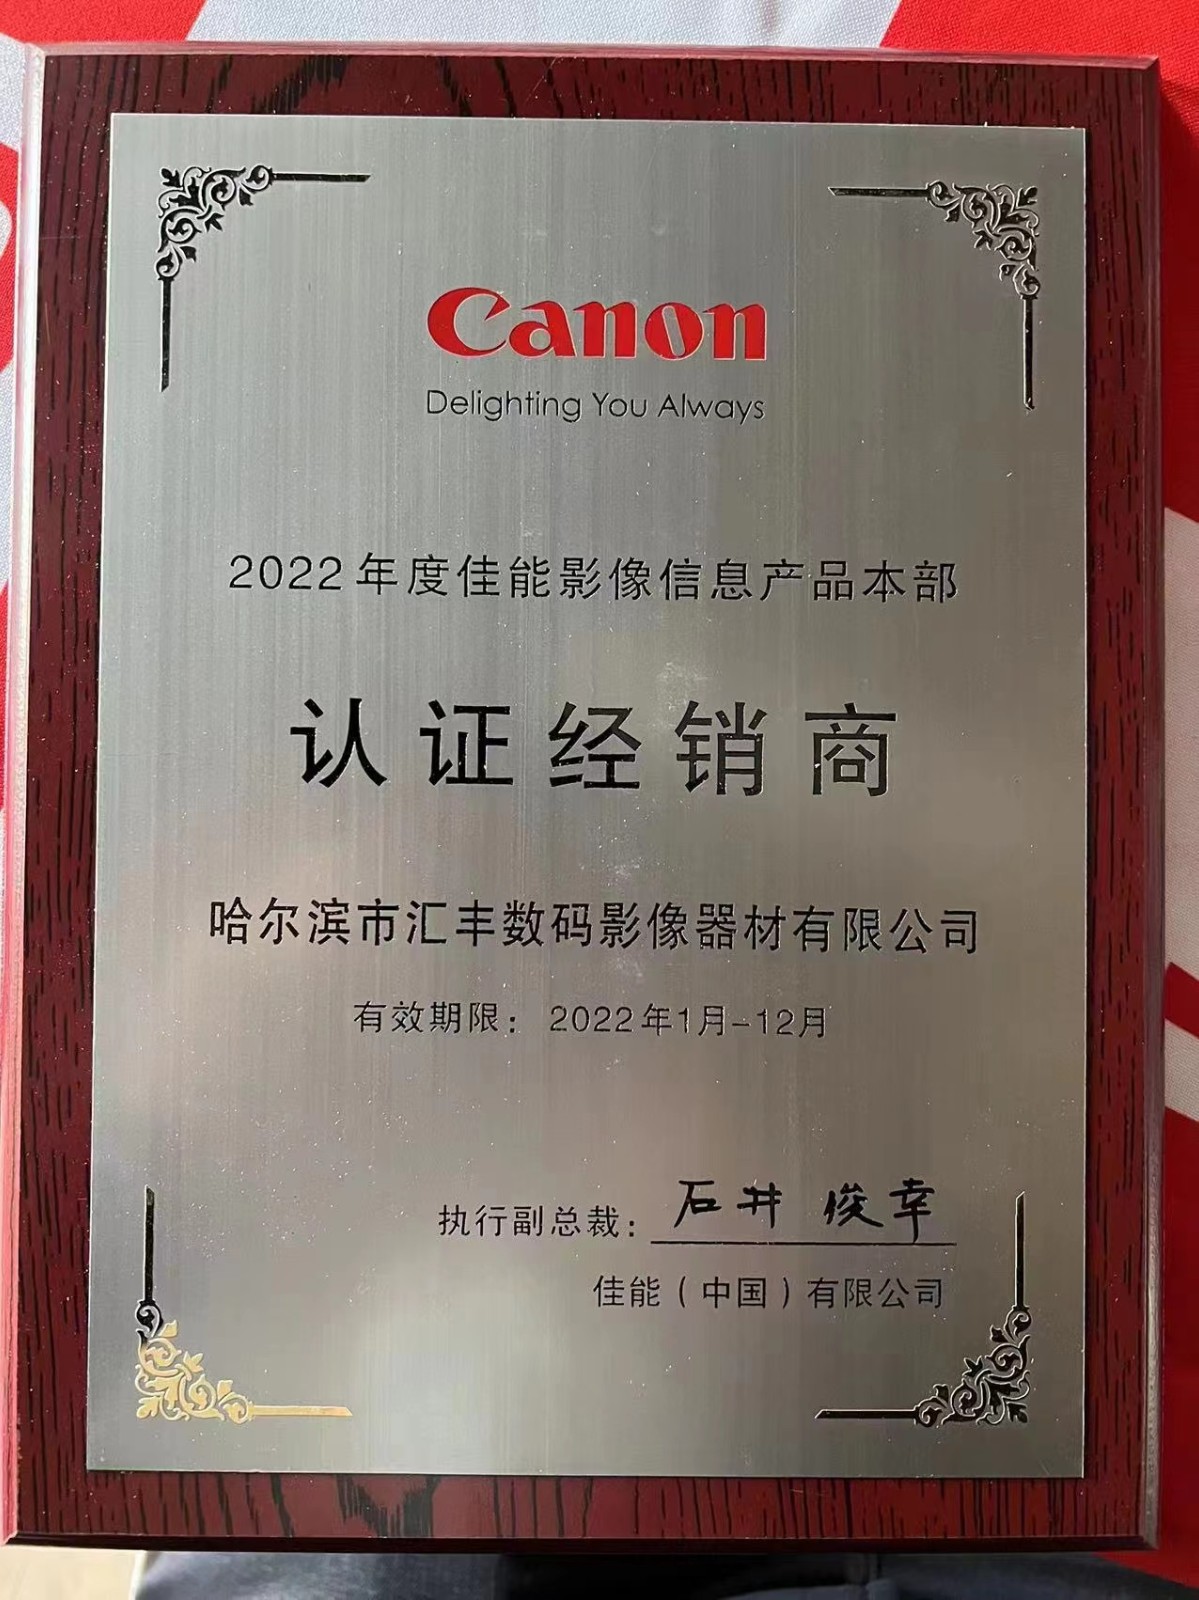 Canon
Delighting You Always
2022年度佳能影像信息产品本部
认证经销商
哈尔滨市汇丰数码影像器材有限公司
有效期限：2022年1月-12月
执行副总裁：石井 俊幸
佳能（中国）有限公司